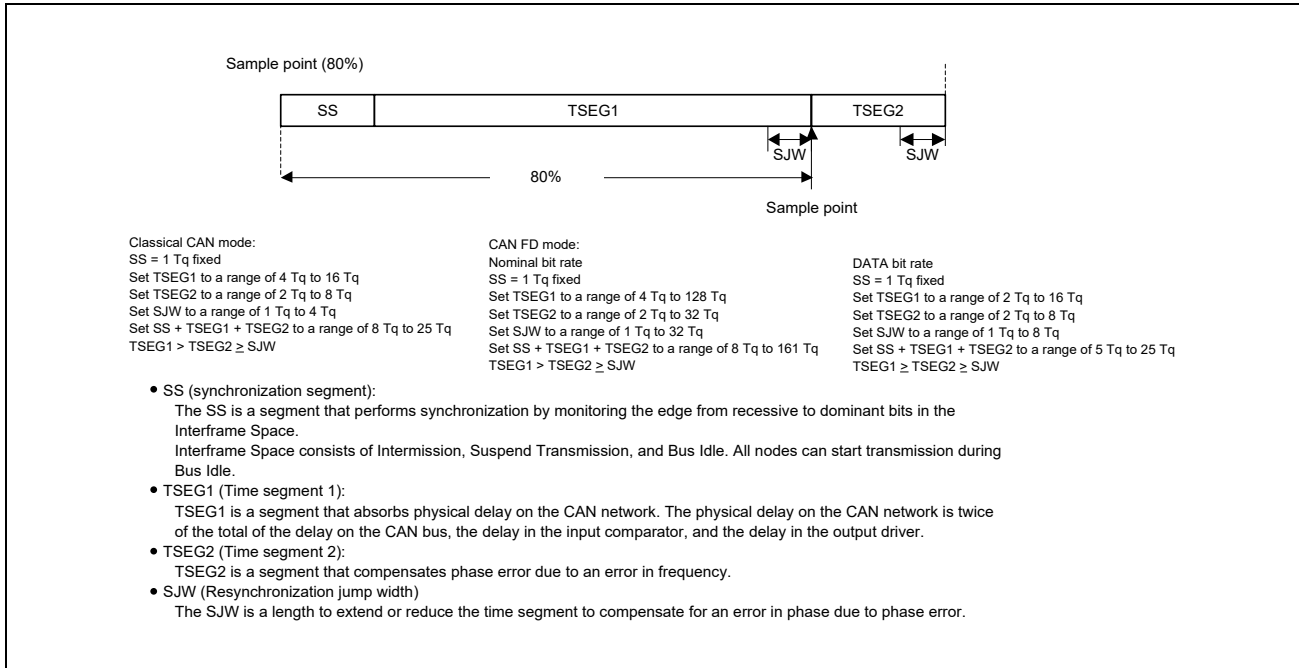 Sample point (80%)
SS
TSEG1
TSEG2
SJW
SJW
80%
Sample point
Classical CAN mode:
SS = 1 Tq fixed
Set TSEG1 to a range of 4 Tq to 16 Tq
Set TSEG2 to a range of 2 Tq to 8 Tq
Set SJW to a range of 1 Tq to 4 Tq
Set SS + TSEG1 + TSEG2 to a range of 8 Tq to 25 Tq
TSEG1 > TSEG2 ≥ SJW
CAN FD mode:
Nominal bit rate
SS = 1 Tq fixed
Set TSEG1 to a range of 4 Tq to 128 Tq
Set TSEG2 to a range of 2 Tq to 32 Tq
Set SJW to a range of 1 Tq to 32 Tq
Set SS + TSEG1 + TSEG2 to a range of 8 Tq to 161 Tq
TSEG1 > TSEG2 ≥ SJW
DATA bit rate
SS = 1 Tq fixed
Set TSEG1 to a range of 2 Tq to 16 Tq
Set TSEG2 to a range of 2 Tq to 8 Tq
Set SJW to a range of 1 Tq to 8 Tq
Set SS + TSEG1 + TSEG2 to a range of 5 Tq to 25 Tq
TSEG1 ≥ TSEG2 ≥ SJW
• SS (synchronization segment):
The SS is a segment that performs synchronization by monitoring the edge from recessive to dominant bits in the
Interframe Space.
Interframe Space consists of Intermission, Suspend Transmission, and Bus Idle. All nodes can start transmission during
Bus Idle.
• TSEG1 (Time segment 1):
TSEG1 is a segment that absorbs physical delay on the CAN network. The physical delay on the CAN network is twice
of the total of the delay on the CAN bus, the delay in the input comparator, and the delay in the output driver.
• TSEG2 (Time segment 2):
TSEG2 is a segment that compensates phase error due to an error in frequency.
• SJW (Resynchronization jump width)
The SJW is a length to extend or reduce the time segment to compensate for an error in phase due to phase error.